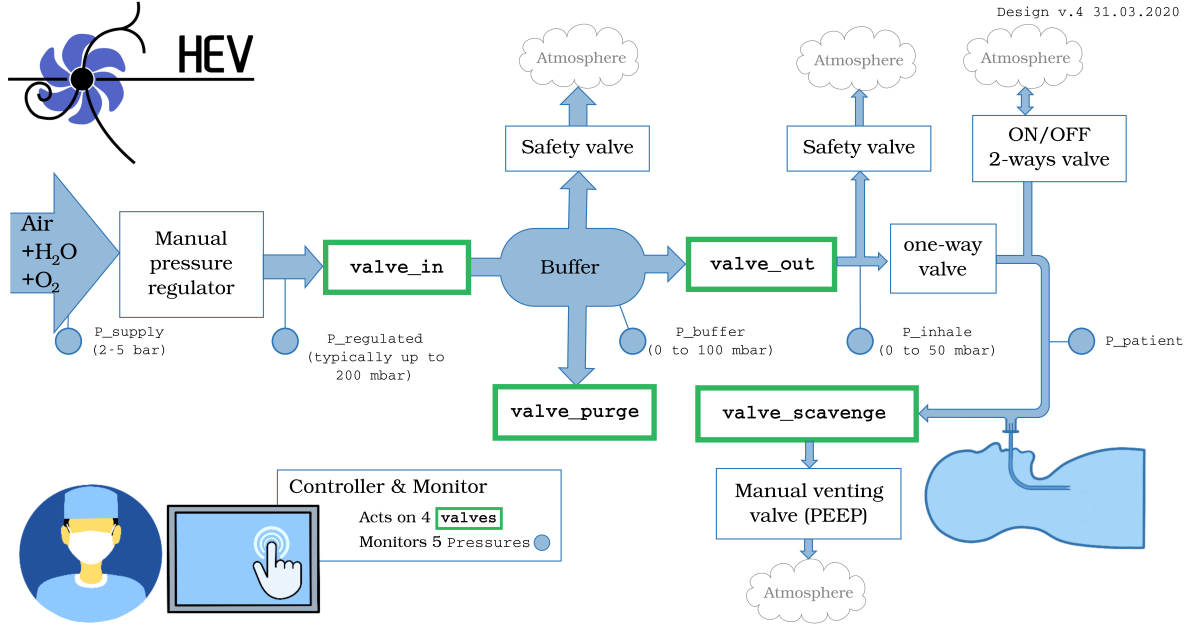 Design v.4 31.03.2020
HEV
Atmosphere
Atmosphere
Atmosphere
Safety valve
Safety valve
ON/OFF
2-ways valve
Air
+H₂O
+O₂
Manual
pressure
regulator
valve_in
Buffer
valve_out
one-way
valve
P_supply
(2-5 bar)
P_regulated
(typically up to
200 mbar)
P_buffer
(0 to 100 mbar)
P_inhale
(0 to 50 mbar)
P_patient
valve_purge
valve_scavenge
Controller & Monitor
Acts on 4 valves
Monitors 5 Pressures
Manual venting
valve (PEEP)
Atmosphere